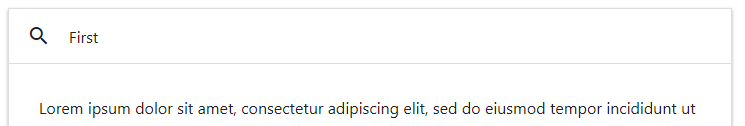 First
Lorem ipsum dolor sit amet, consectetur adipiscing elit, sed do eiusmod tempor incididunt ut